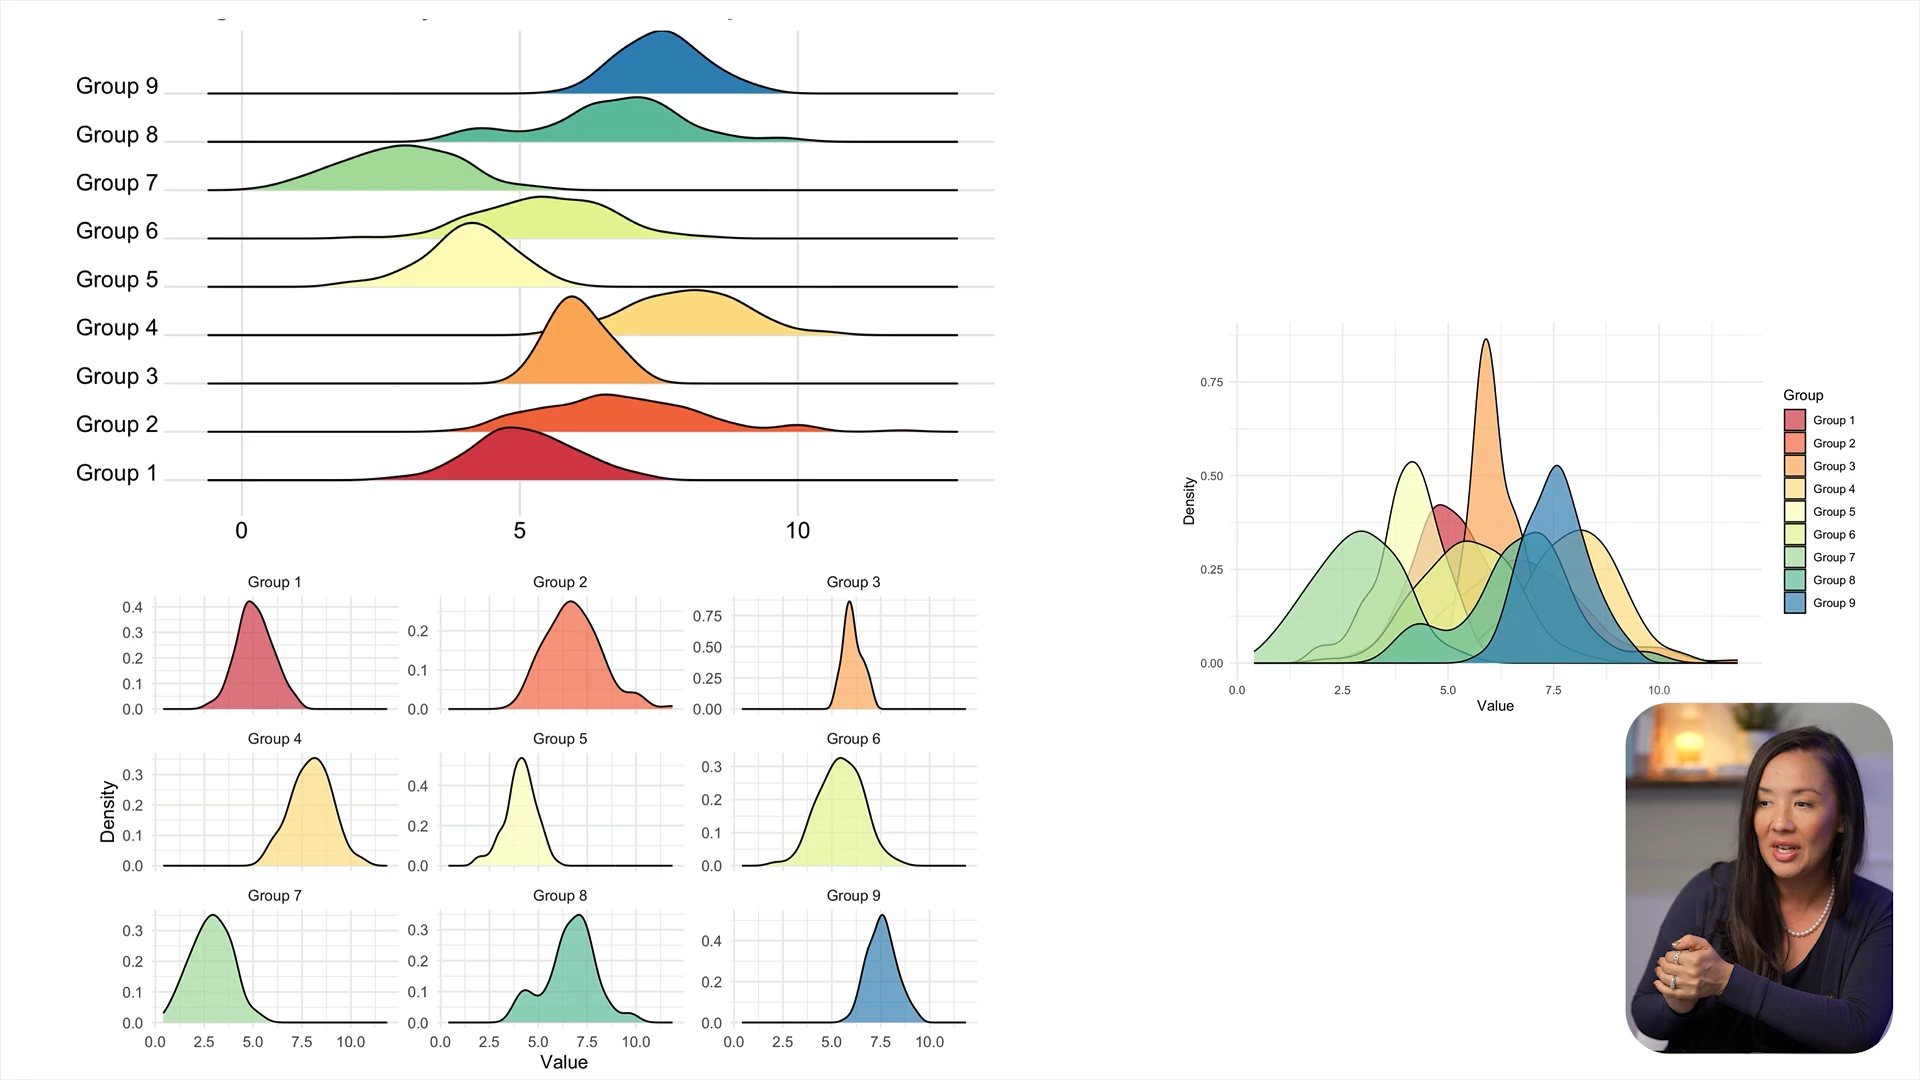 Group 9
Group 8
Group 7
Group 6
Group 5
Group 4
Group 3
Group 2
Group 1
0 5 10
Group 1 Group 2 Group 3
0.4
0.3
0.2
0.1
0.0
0.2
0.1
0.0
0.75
0.50
0.25
0.00
Group 4 Group 5 Group 6
0.3
0.2
0.1
0.0
0.4
0.2
0.0
0.3
0.2
0.1
0.0
Density
Group 7 Group 8 Group 9
0.3
0.2
0.1
0.0
0.3
0.2
0.1
0.0
0.4
0.2
0.0
0.0 2.5 5.0 7.5 10.0 0.0 2.5 5.0 7.5 10.0 0.0 2.5 5.0 7.5 10.0
Value
0.75
0.50
0.25
0.00
Density
0.0 2.5 5.0 7.5 10.0
Value
Group
Group 1
Group 2
Group 3
Group 4
Group 5
Group 6
Group 7
Group 8
Group 9